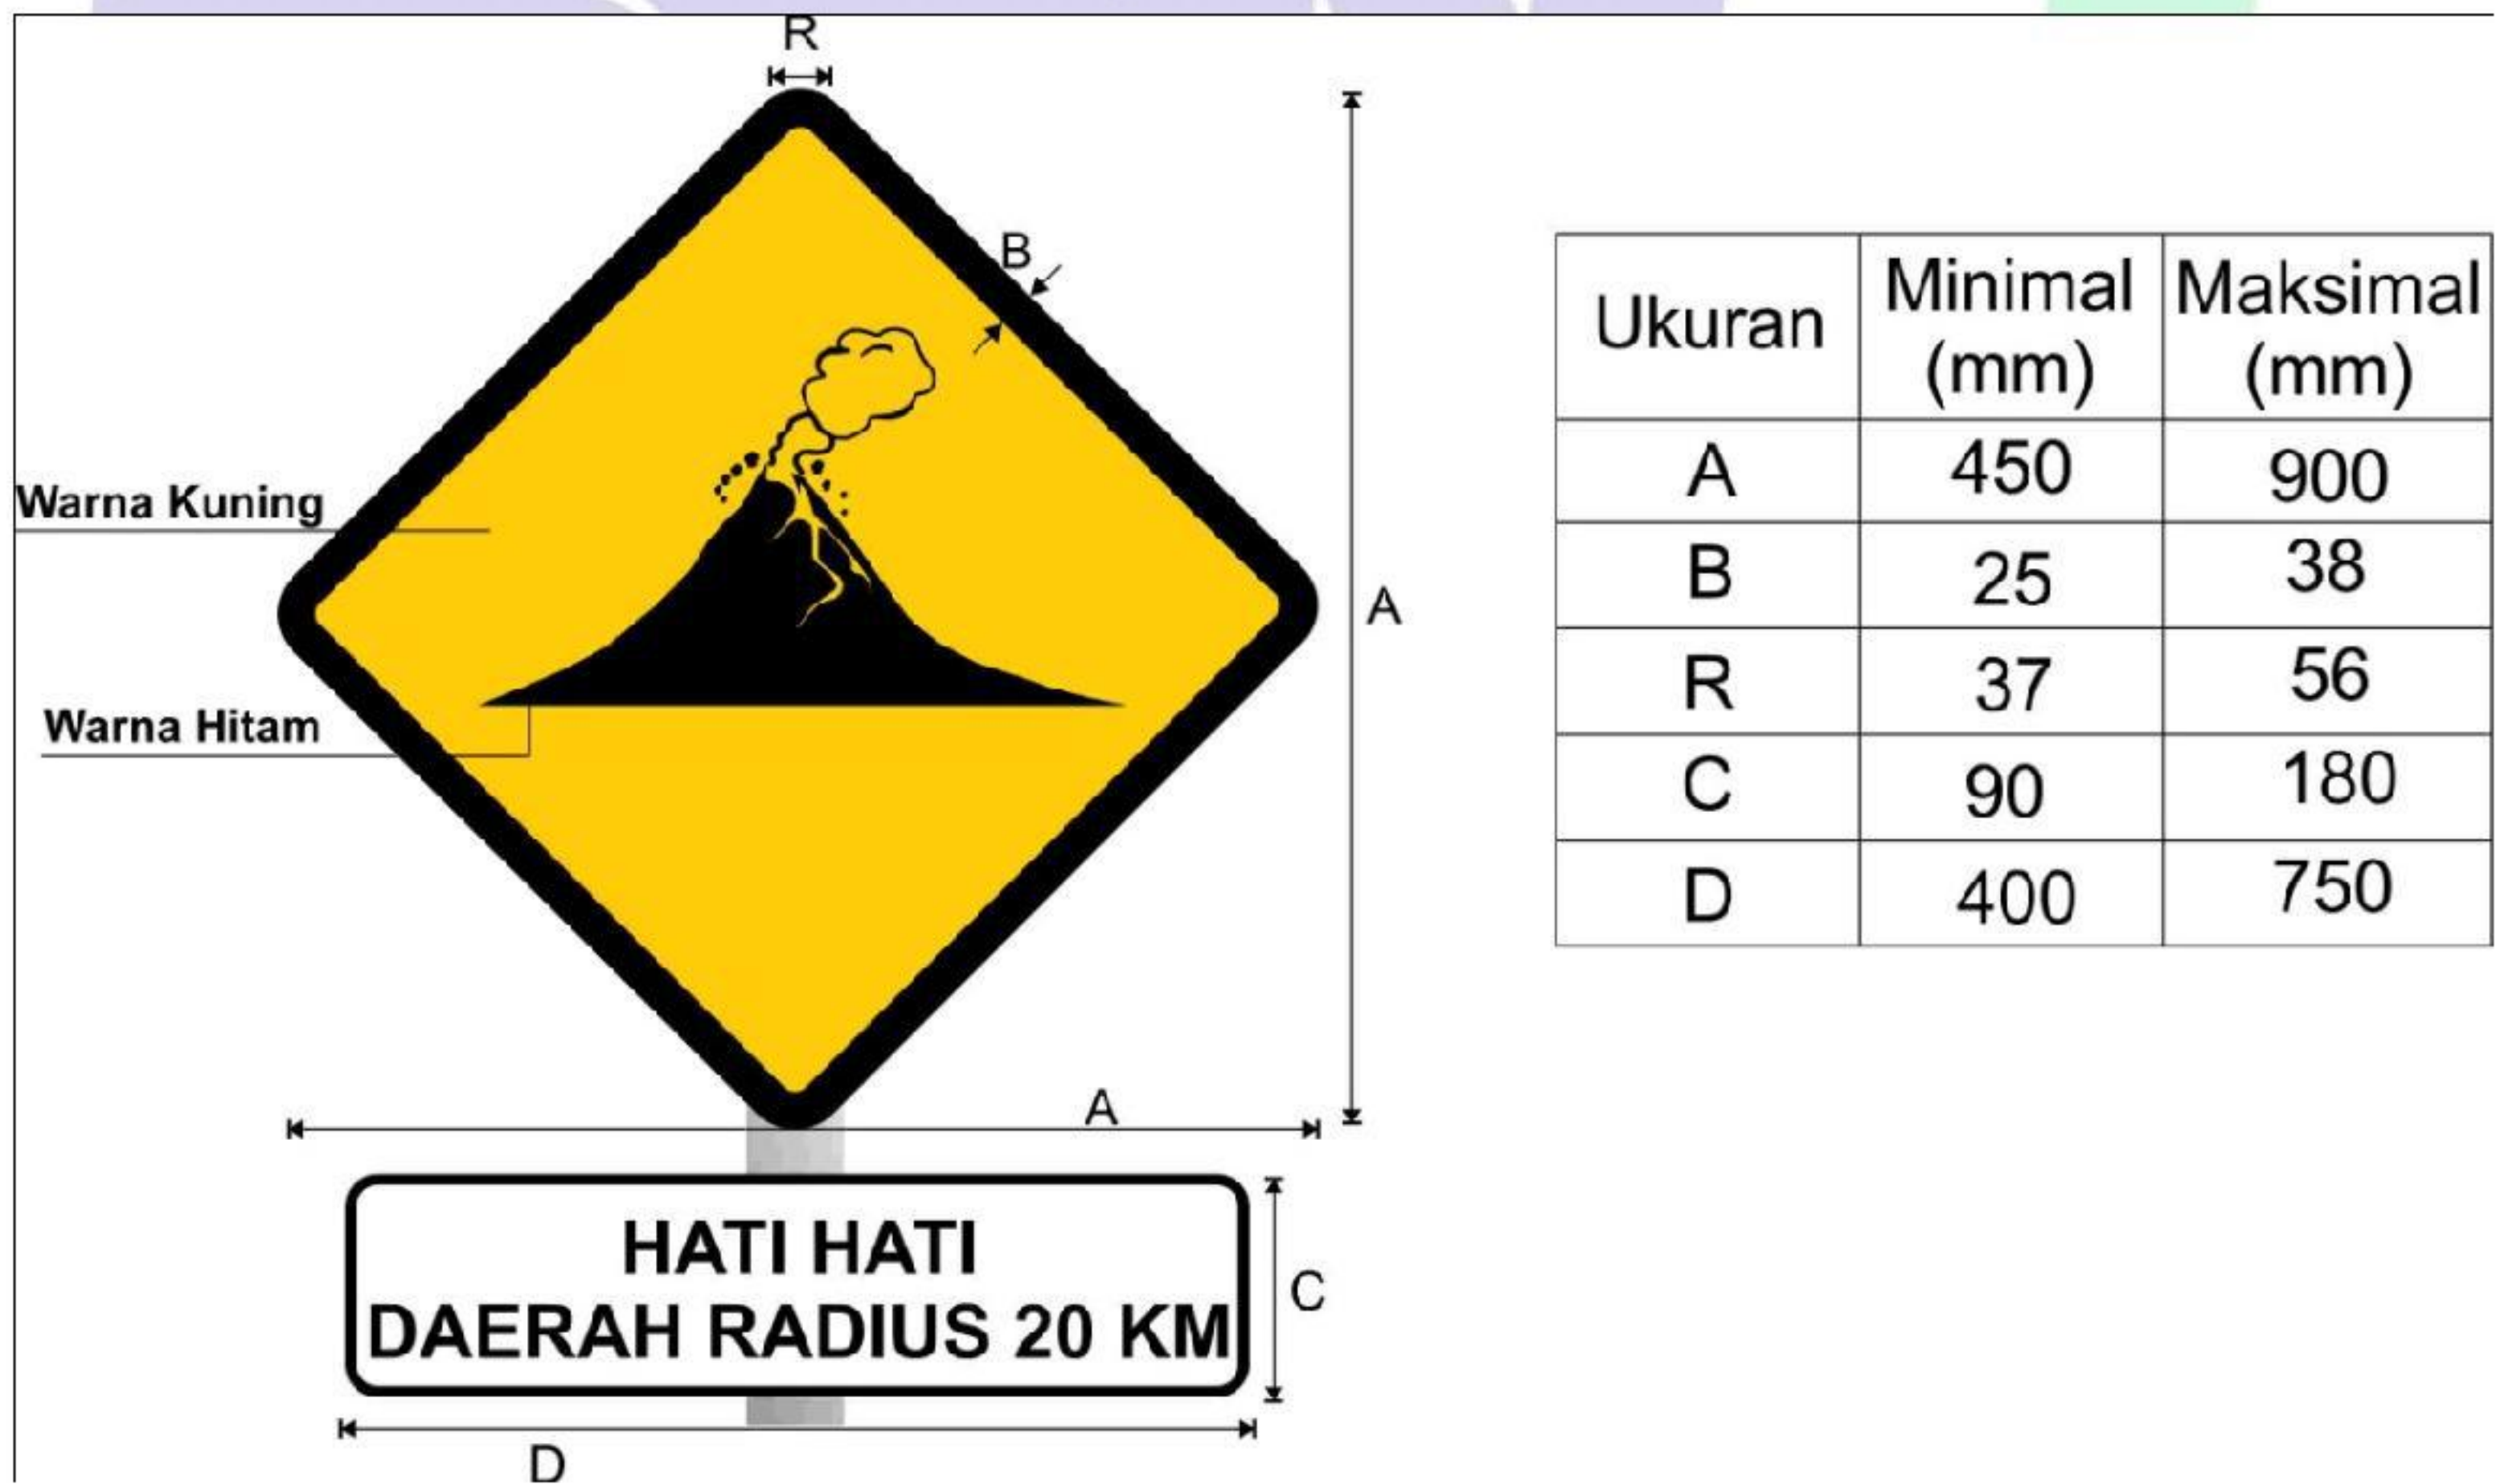 R
B
A
Warna Kuning
Warna Hitam
A
HATI HATI
DAERAH RADIUS 20 KM
C
D
Ukuran Minimal (mm) Maksimal (mm)
A 450 900
B 25 38
R 37 56
C 90 180
D 400 750